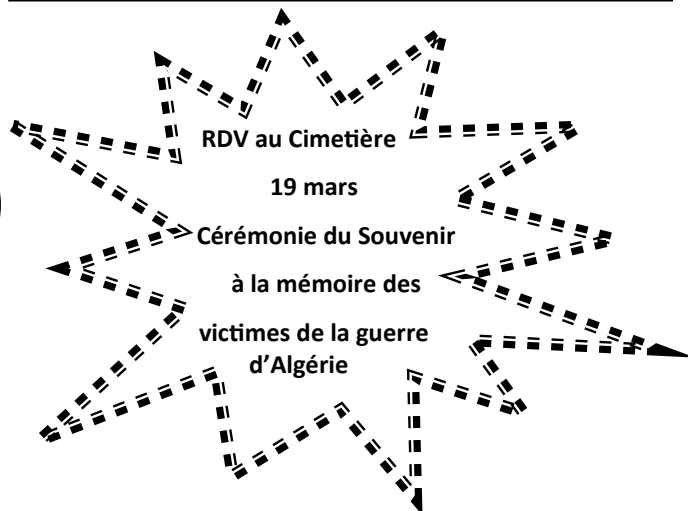 RDV au Cimetière
19 mars
Cérémonie du Souvenir
à la mémoire des
victimes de la guerre
d’Algérie